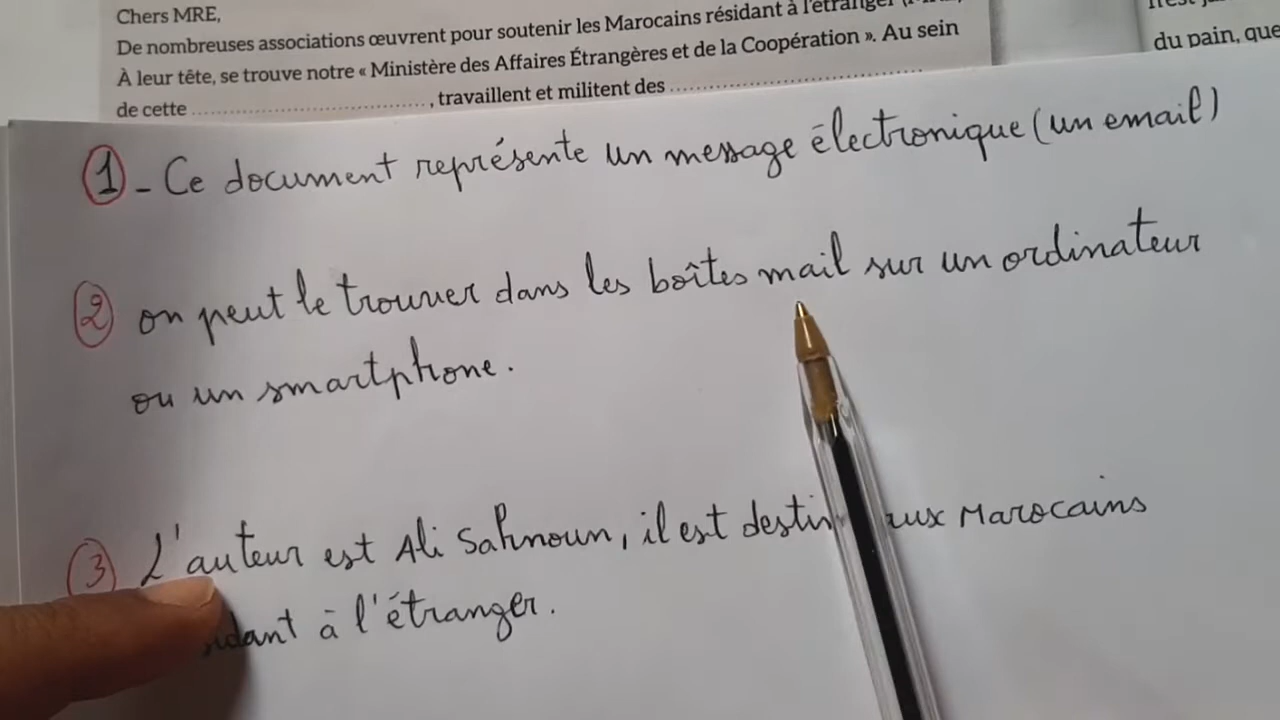 Chers MRE,
De nombreuses associations œuvrent pour soutenir les Marocains résidant à l'étranger
À leur tête, se trouve notre « Ministère des Affaires Étrangères et de la Coopération ». Au sein
de cette ........................................ , travaillent et militent des ........................................
du pain, que
1 - Ce document représente un message électronique (un email)
2 on peut le trouver dans les boîtes mail sur un ordinateur
ou un smartphone.
3 L'auteur est Ali Sahnoun, il est destin aux Marocains
idant à l'étranger.